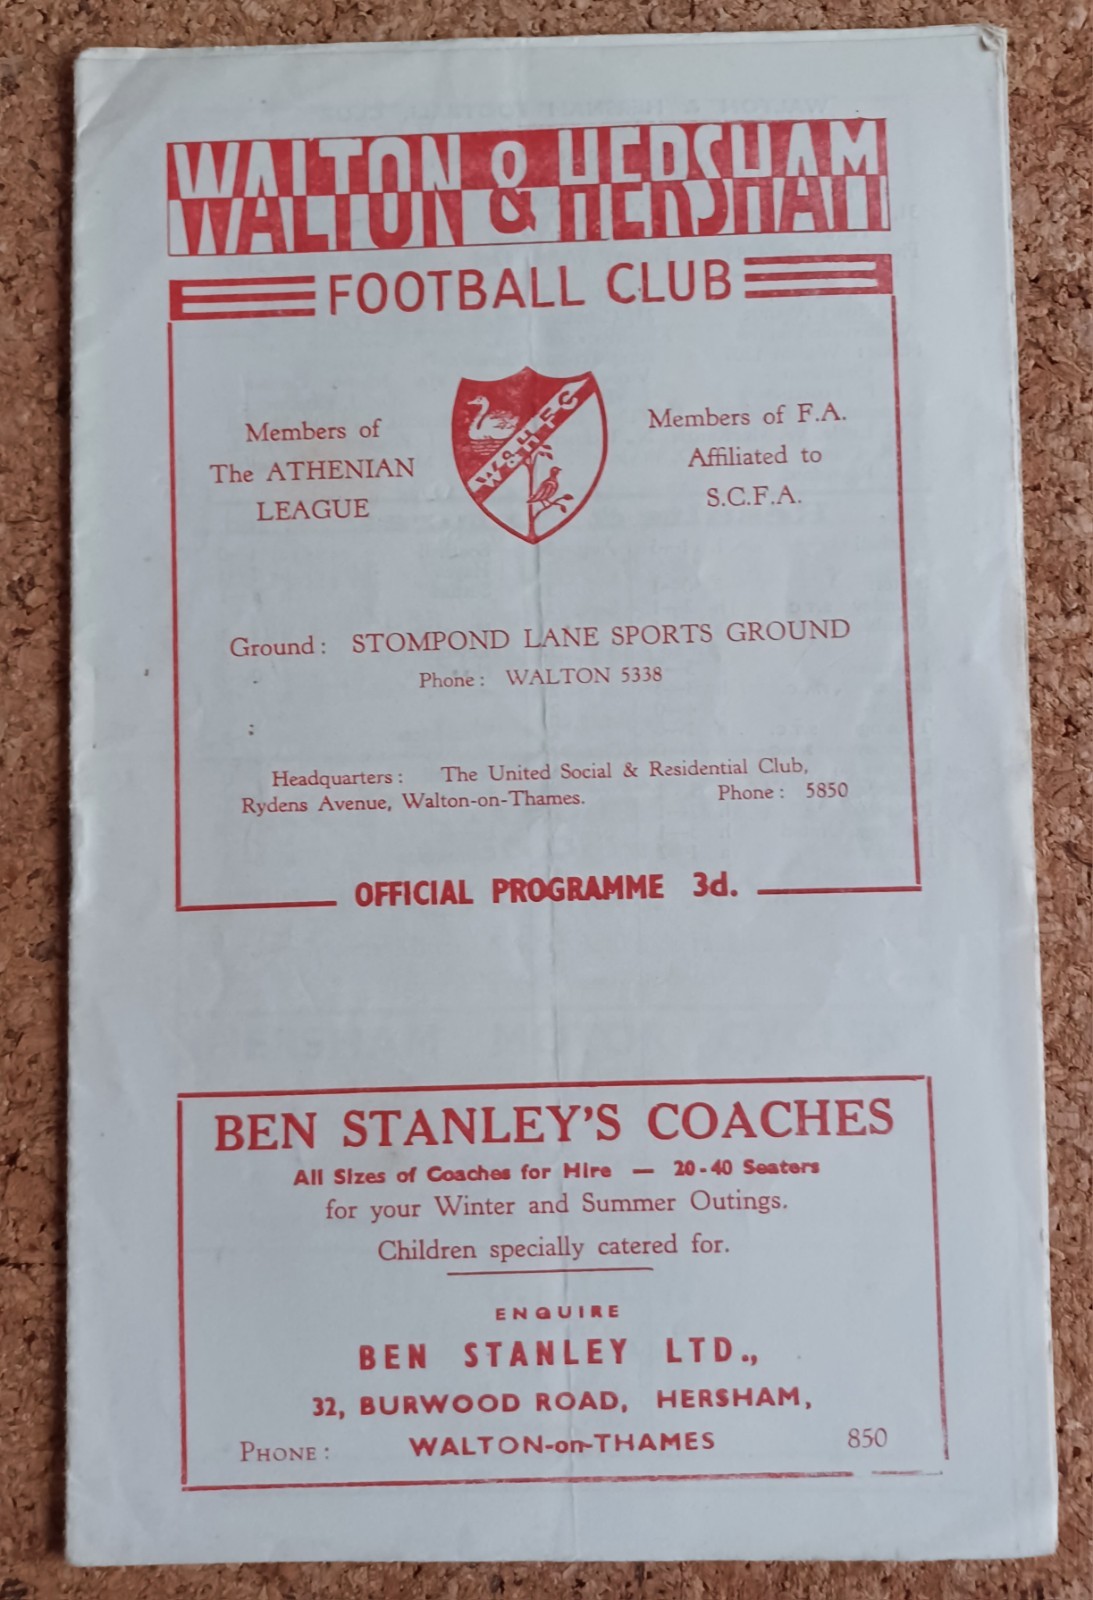 WALTON & HERSHAM
FOOTBALL CLUB
Members of
The ATHENIAN
LEAGUE
W & H F C
Members of F.A.
Affiliated to
S.C.F.A.
Ground : STOMPOND LANE SPORTS GROUND
Phone : WALTON 5338
Headquarters : The United Social & Residential Club,
Rydens Avenue, Walton-on-Thames. Phone : 5850
OFFICIAL PROGRAMME 3d.
BEN STANLEY'S COACHES
All Sizes of Coaches for Hire — 20-40 Seaters
for your Winter and Summer Outings.
Children specially catered for.
ENQUIRE
BEN STANLEY LTD.,
32, BURWOOD ROAD, HERSHAM,
PHONE : WALTON-on-THAMES 850